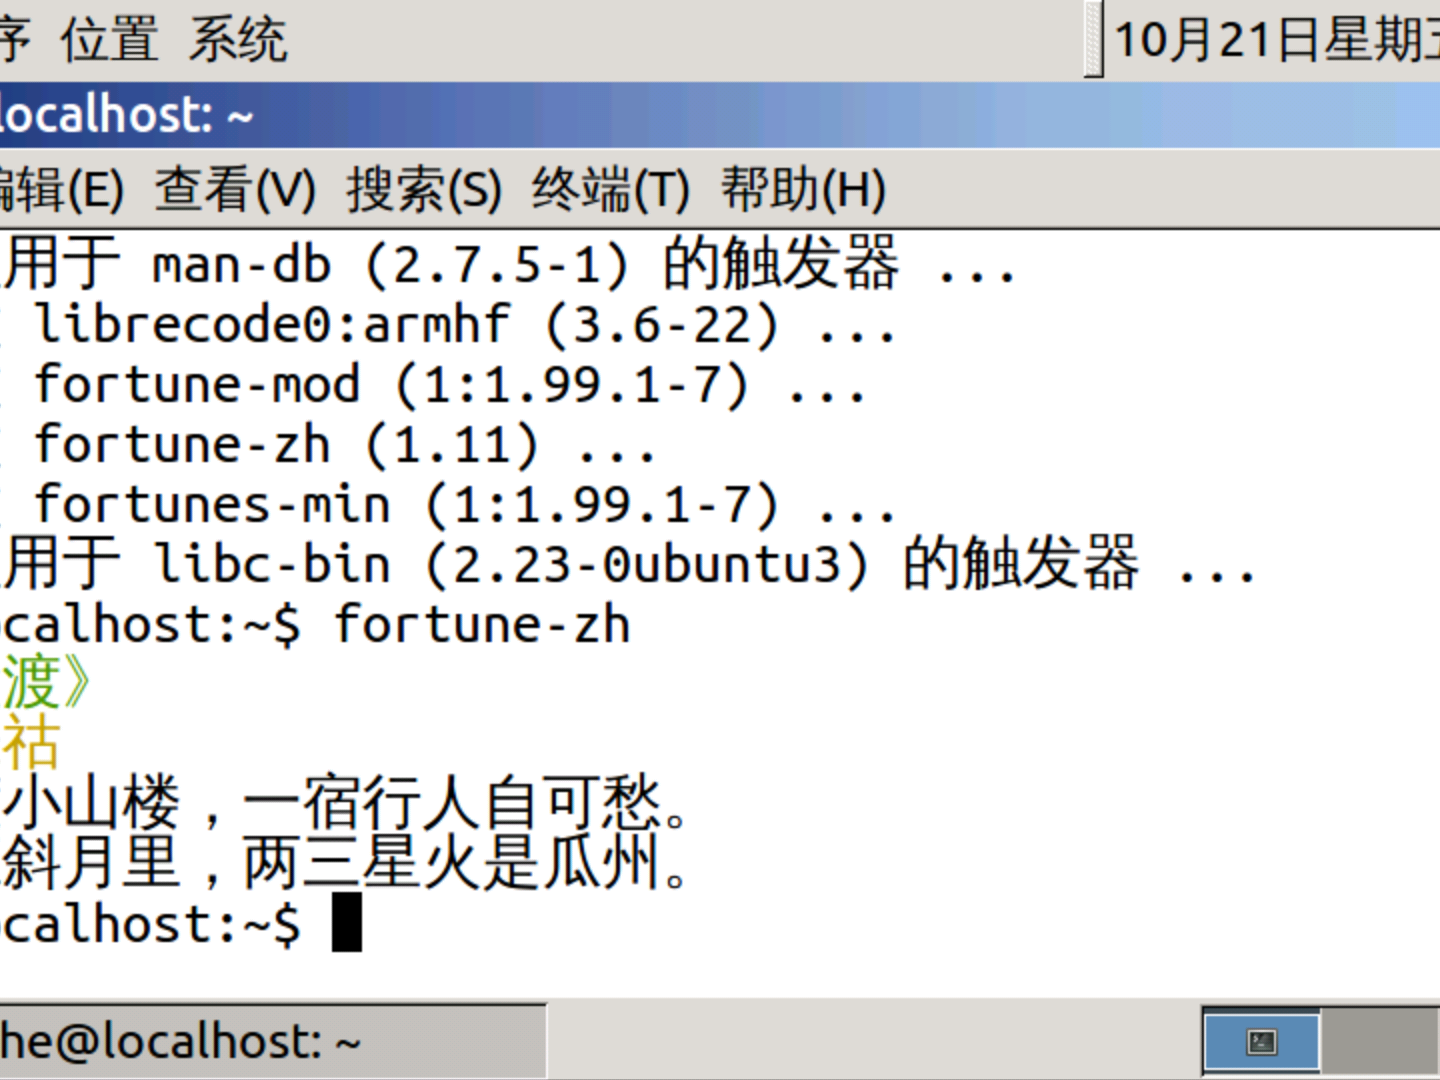 序 位置 系统
10月21日星期五
localhost: ~
编辑(E) 查看(V) 搜索(S) 终端(T) 帮助(H)
用于 man-db (2.7.5-1) 的触发器 ...
librecode0:armhf (3.6-22) ...
fortune-mod (1:1.99.1-7) ...
fortune-zh (1.11) ...
fortunes-min (1:1.99.1-7) ...
用于 libc-bin (2.23-0ubuntu3) 的触发器 ...
ocalhost:~$ fortune-zh
渡》
祜
小山楼，一宿行人自可愁。
斜月里，两三星火是瓜州。
ocalhost:~$
he@localhost: ~